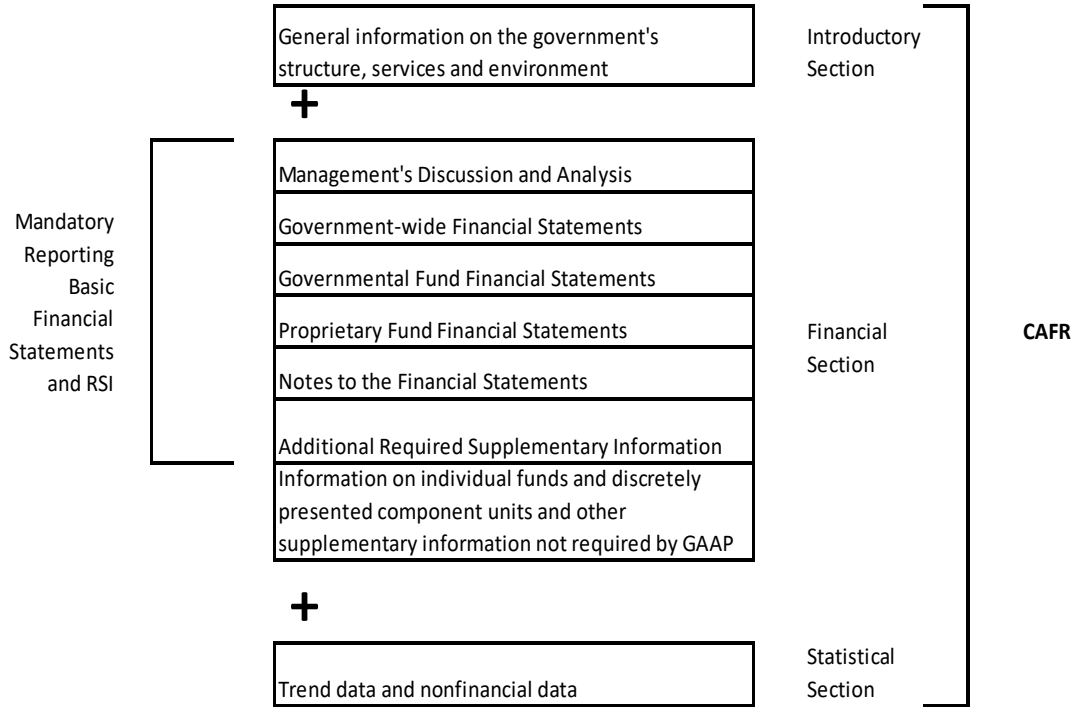 General information on the government's
structure, services and environment
Introductory
Section
+
Mandatory
Reporting
Basic
Financial
Statements
and RSI
Management's Discussion and Analysis
Government-wide Financial Statements
Governmental Fund Financial Statements
Proprietary Fund Financial Statements
Notes to the Financial Statements
Additional Required Supplementary Information
Information on individual funds and discretely
presented component units and other
supplementary information not required by GAAP
Financial
Section
CAFR
+
Trend data and nonfinancial data
Statistical
Section